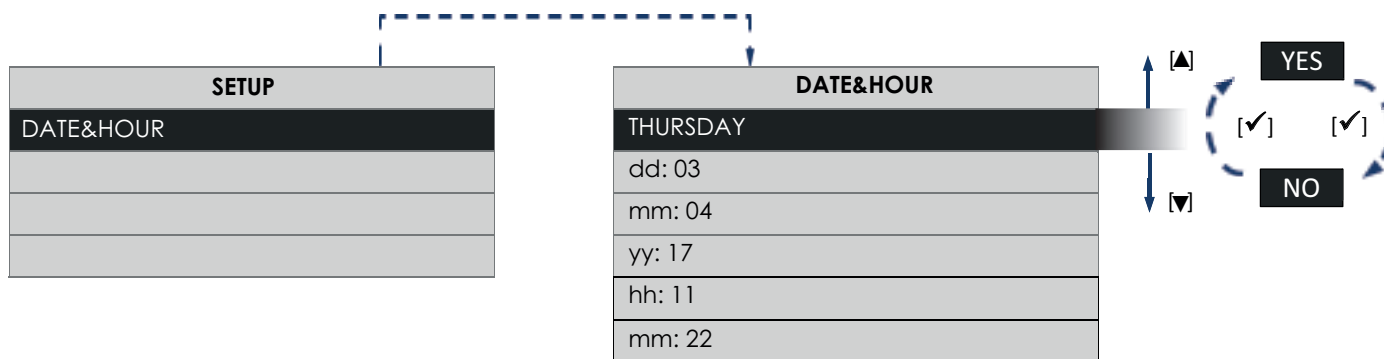 SETUP
DATE&HOUR
DATE&HOUR
THURSDAY
dd: 03
mm: 04
yy: 17
hh: 11
mm: 22
[▲]
[▼]
YES
[✓] [✓]
NO